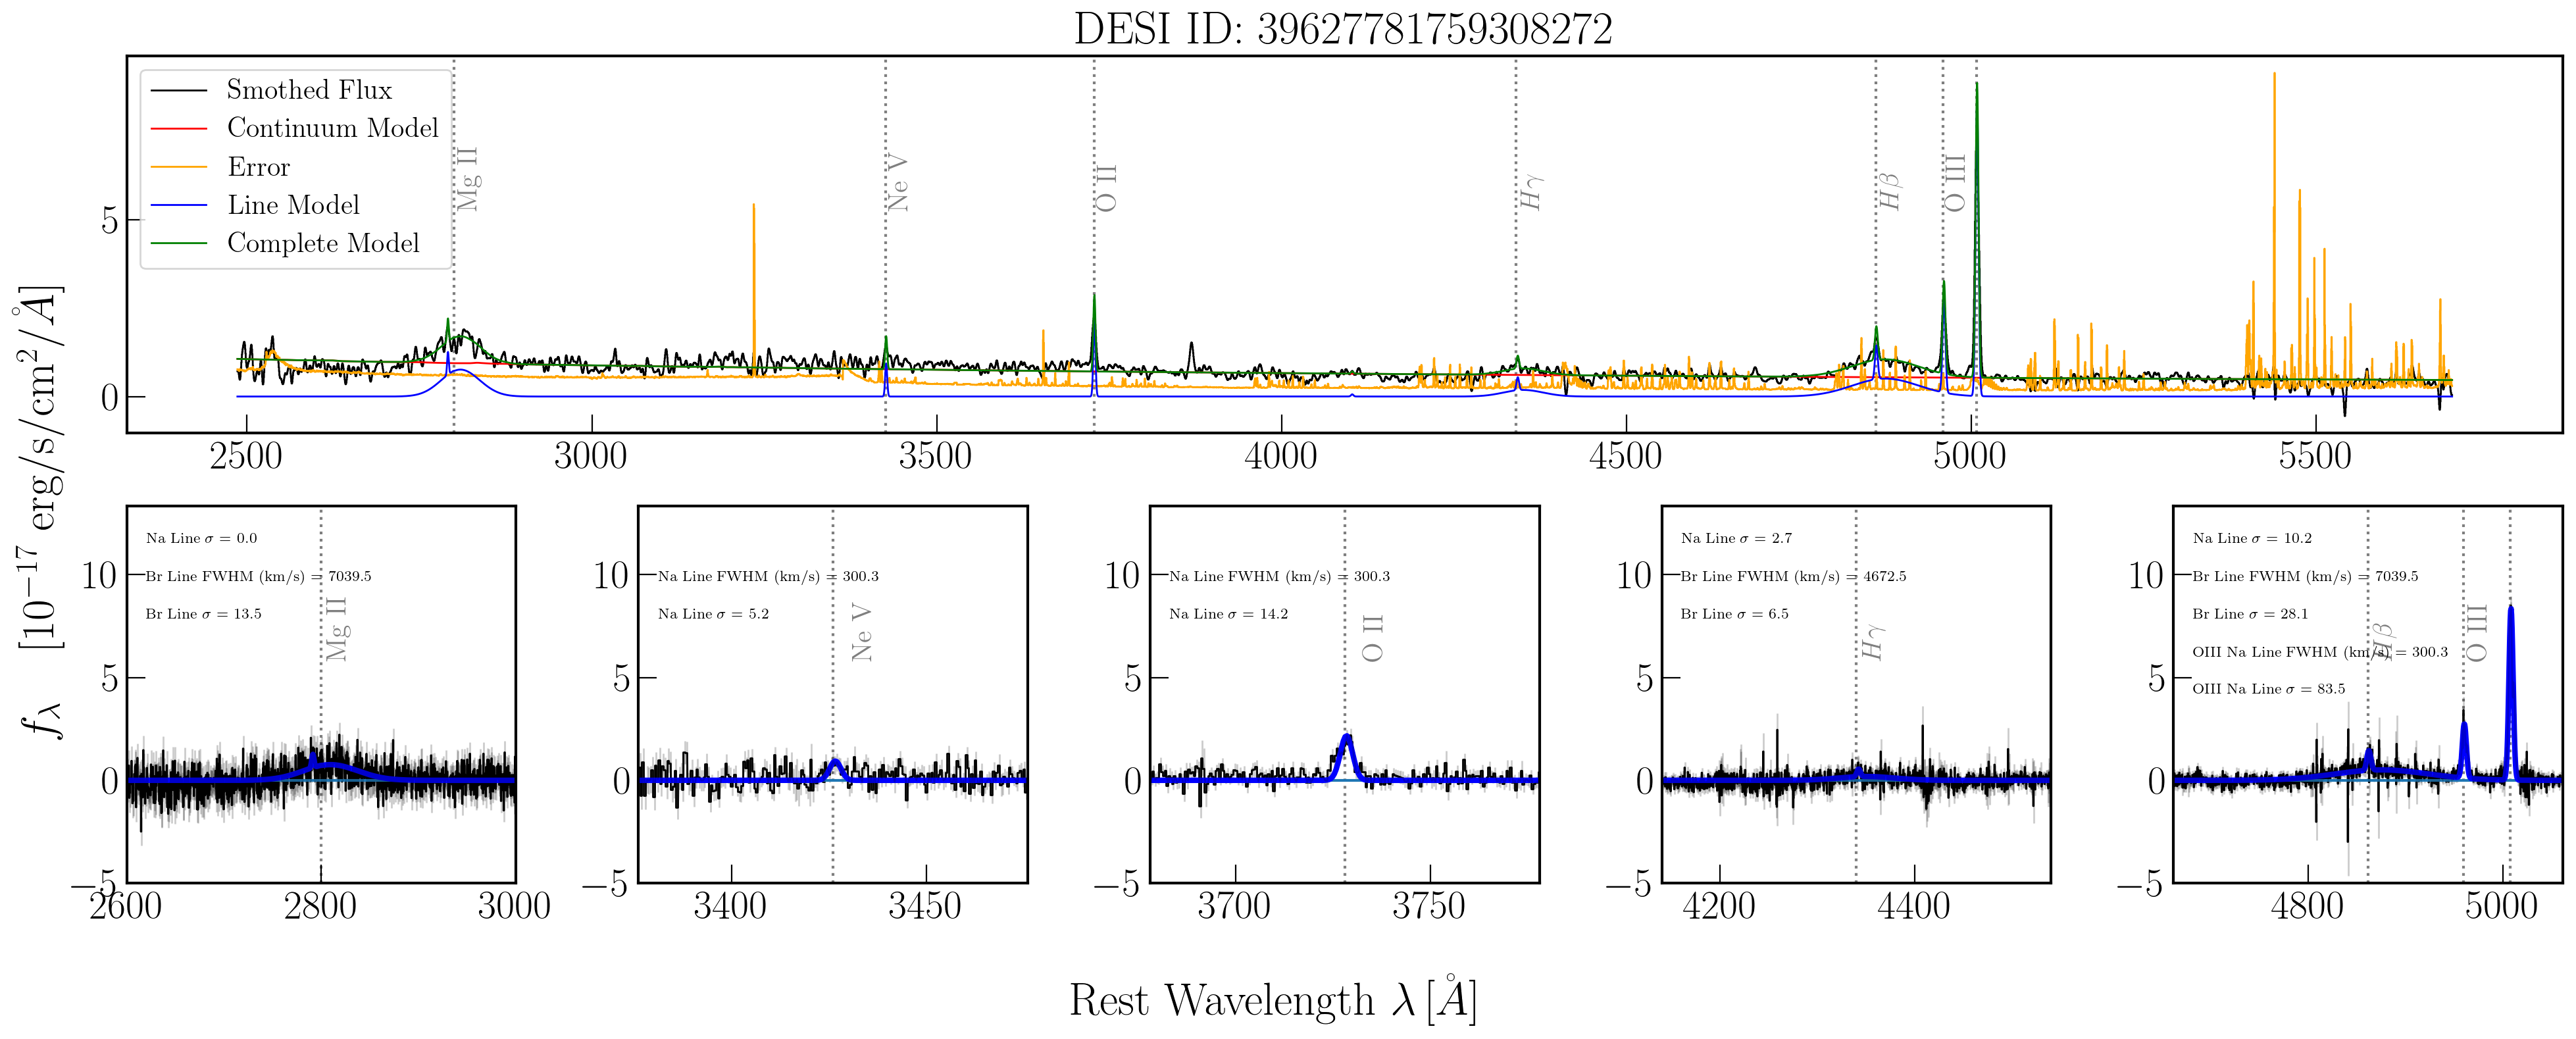 DESI ID: 39627781759308272
Smothed Flux
Continuum Model
Error
Line Model
Complete Model
Mg II
Ne V
O II
Hγ
Hβ
O III
5
0
2500 3000 3500 4000 4500 5000 5500
f_λ [10^−17 erg/s/cm^2/Å]
Na Line σ = 0.0
Br Line FWHM (km/s) = 7039.5
Br Line σ = 13.5
Mg II
10
5
0
−5
2600 2800 3000
Na Line FWHM (km/s) = 300.3
Na Line σ = 5.2
Ne V
10
5
0
−5
3400 3450
Na Line FWHM (km/s) = 300.3
Na Line σ = 14.2
O II
10
5
0
−5
3700 3750
Na Line σ = 2.7
Br Line FWHM (km/s) = 4672.5
Br Line σ = 6.5
Hγ
10
5
0
−5
4200 4400
Na Line σ = 10.2
Br Line FWHM (km/s) = 7039.5
Br Line σ = 28.1
OIII Na Line FWHM (km/s) = 300.3
OIII Na Line σ = 83.5
Hβ
O III
10
5
0
−5
4800 5000
Rest Wavelength λ [Å]